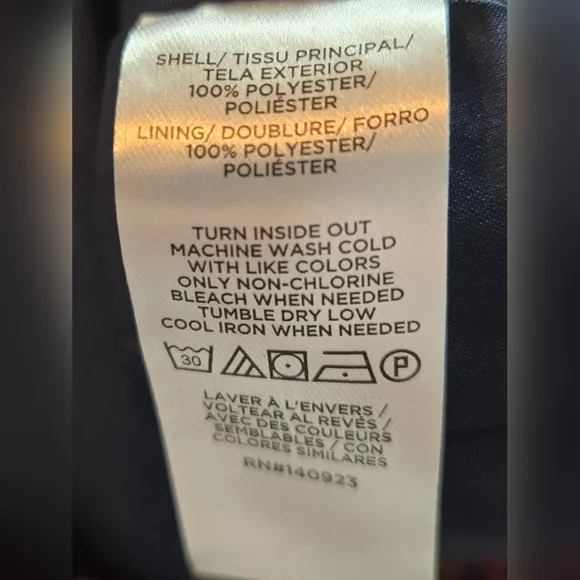 SHELL/ TISSU PRINCIPAL/
TELA EXTERIOR
100% POLYESTER/
POLIÉSTER
LINING/ DOUBLURE/ FORRO
100% POLYESTER/
POLIÉSTER
TURN INSIDE OUT
MACHINE WASH COLD
WITH LIKE COLORS
ONLY NON-CHLORINE
BLEACH WHEN NEEDED
TUMBLE DRY LOW
COOL IRON WHEN NEEDED
30 P
LAVER À L'ENVERS /
VOLTEAR AL REVÉS /
AVEC DES COULEURS
SEMBLABLES / CON
COLORES SIMILARES
RN#140923